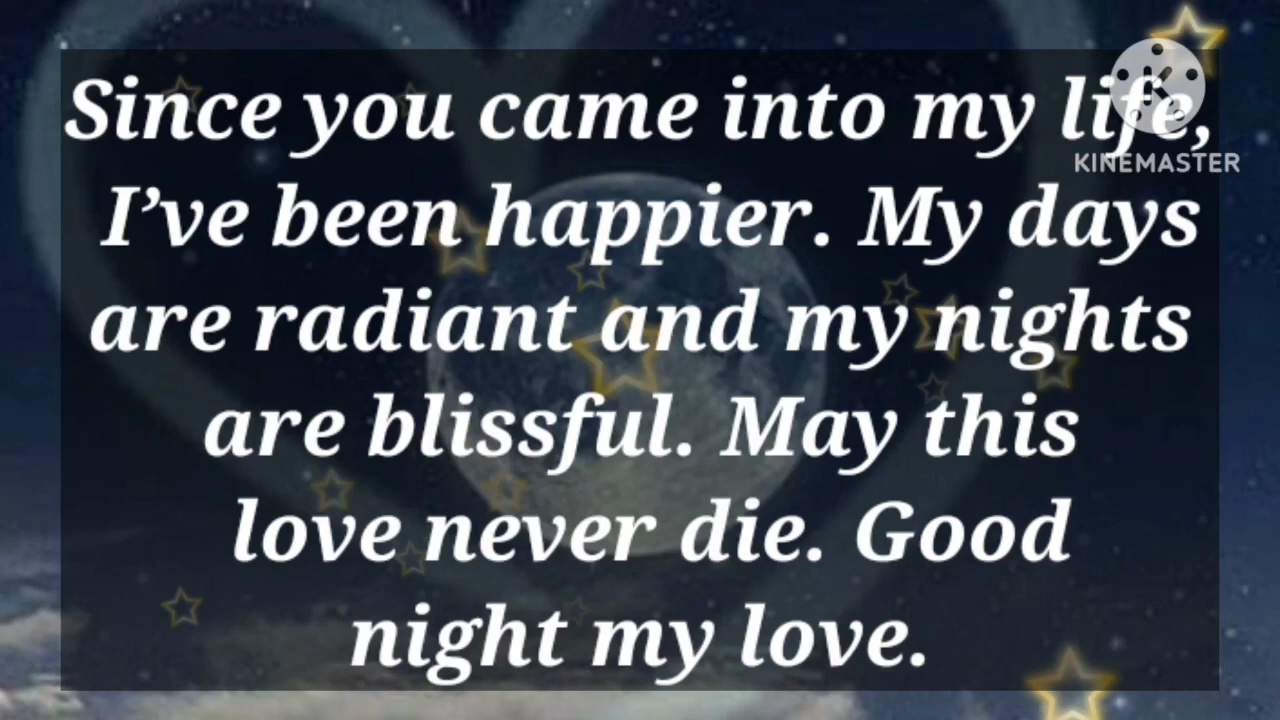 Since you came into my life,
KINEMASTER
I’ve been happier. My days
are radiant and my nights
are blissful. May this
love never die. Good
night my love.